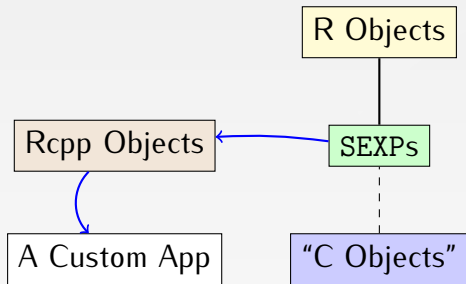 R Objects
Rcpp Objects
SEXPs
A Custom App
“C Objects”